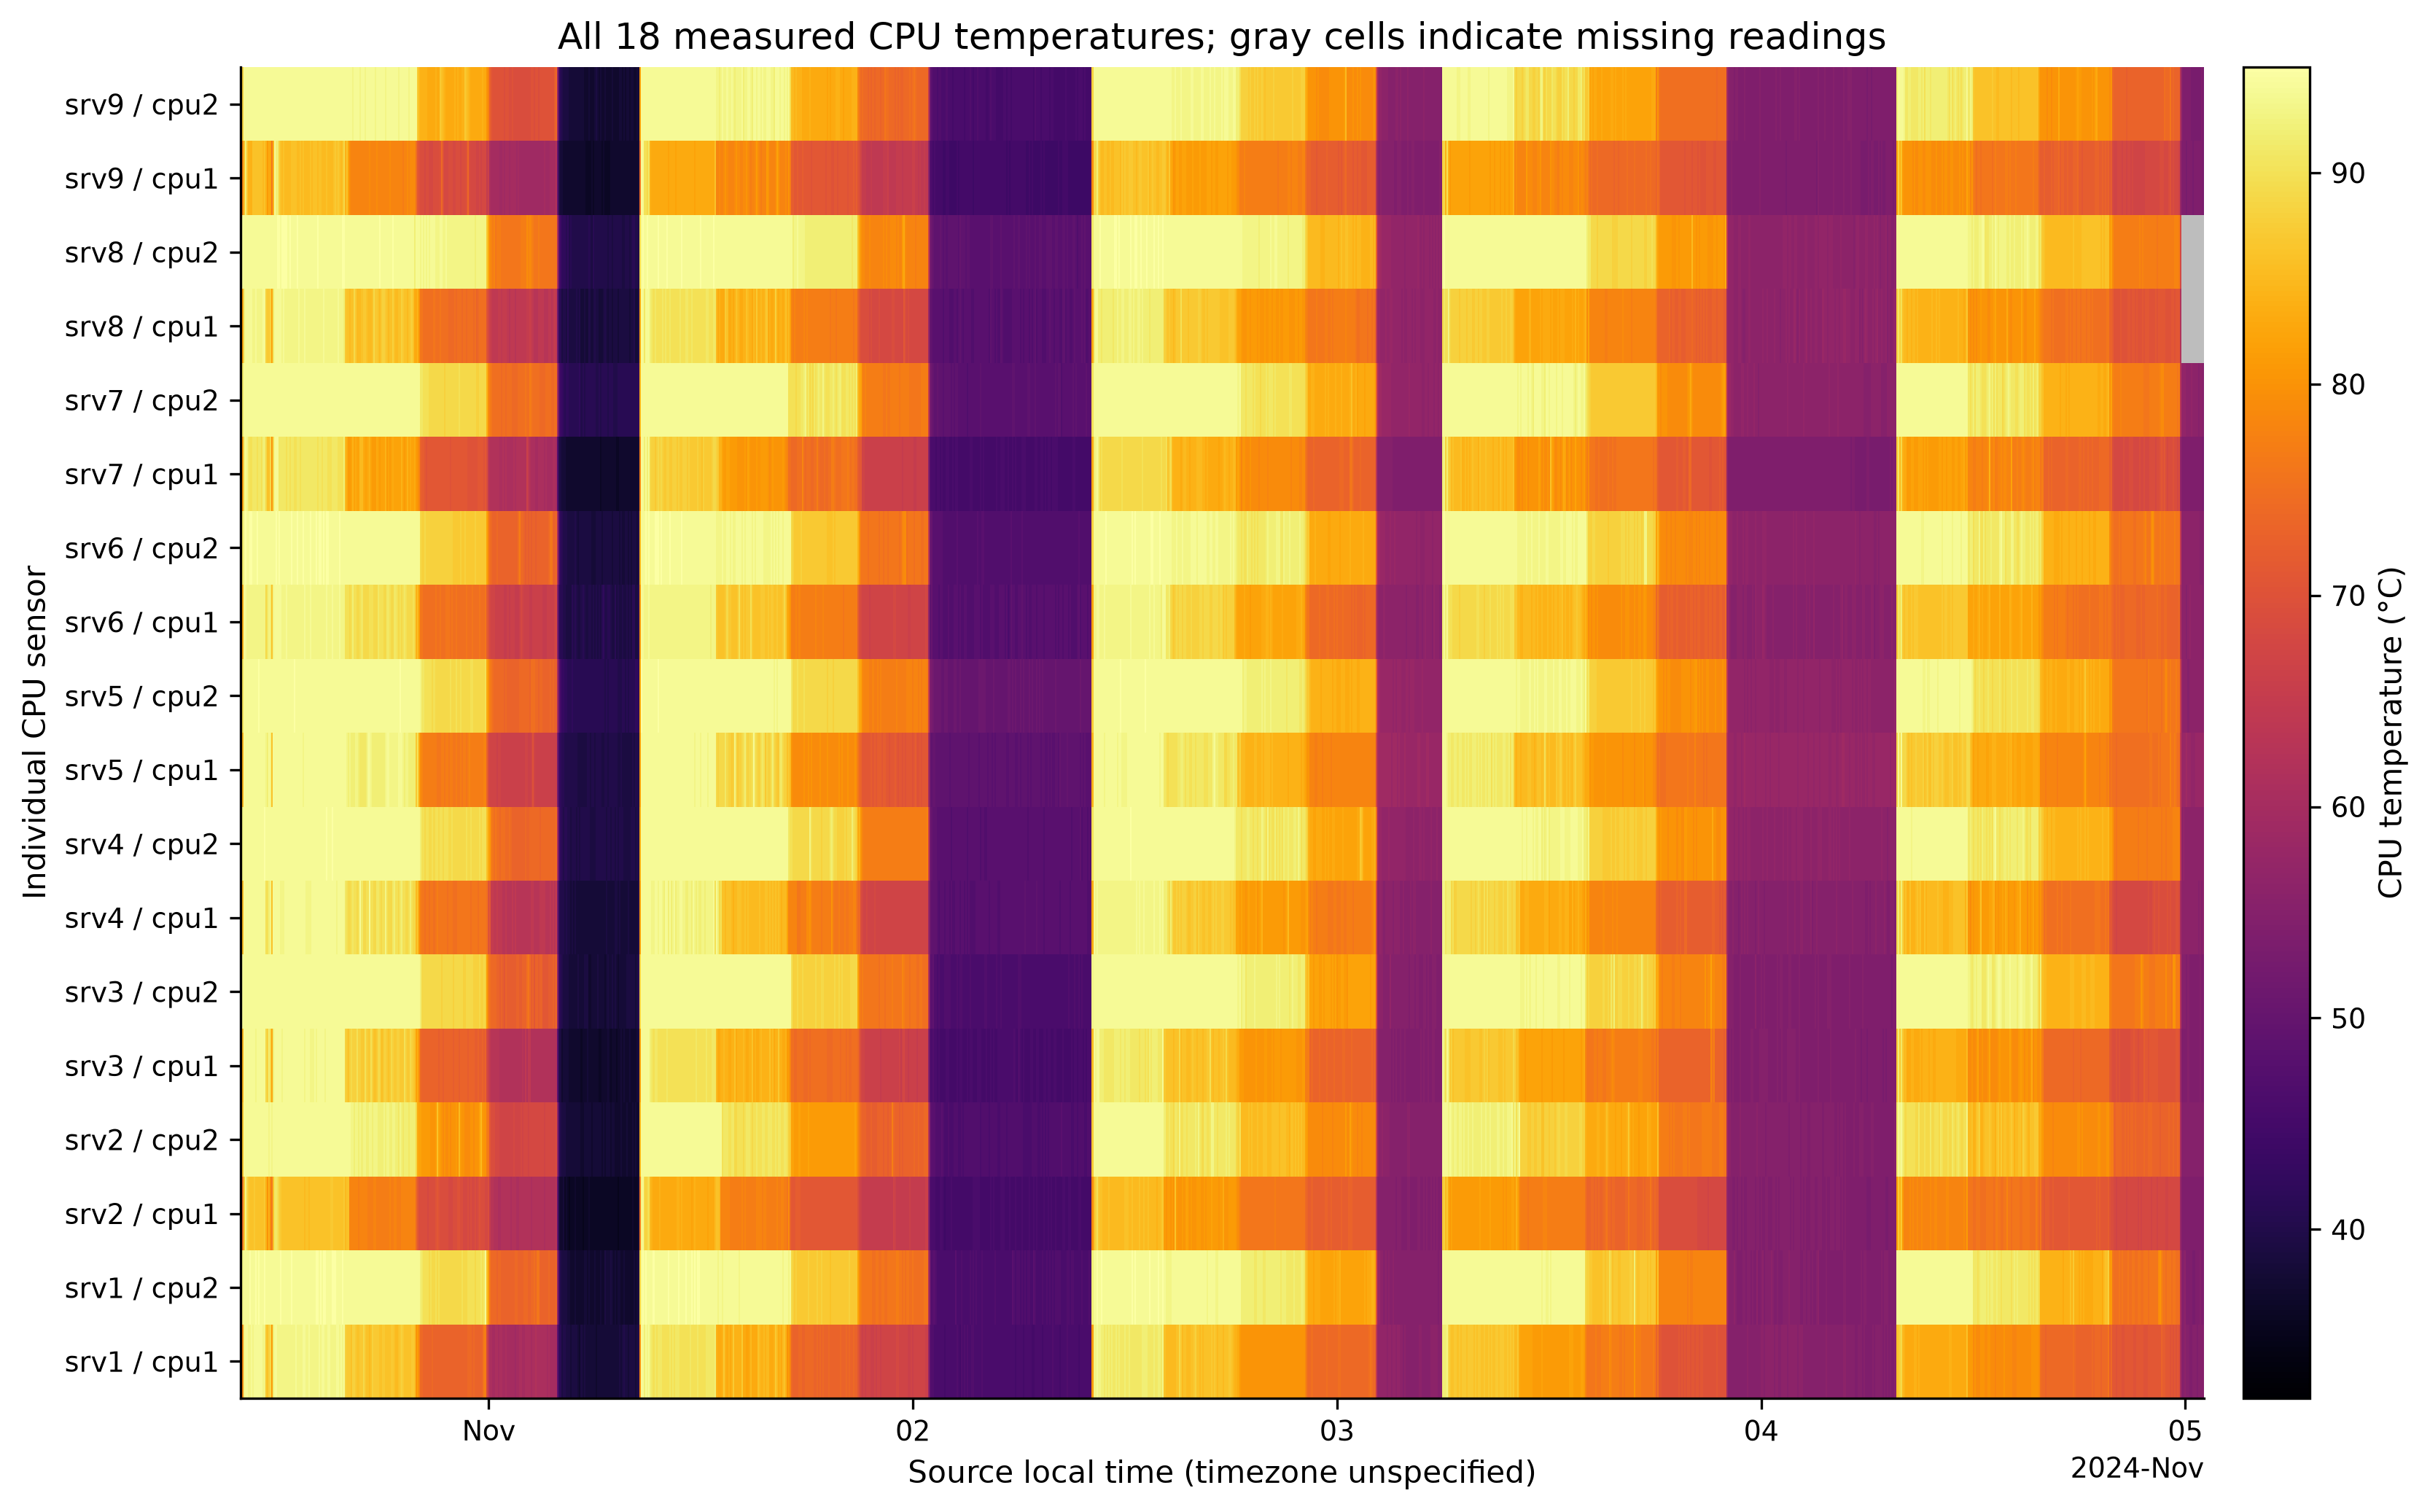 All 18 measured CPU temperatures; gray cells indicate missing readings
Individual CPU sensor
srv9 / cpu2
srv9 / cpu1
srv8 / cpu2
srv8 / cpu1
srv7 / cpu2
srv7 / cpu1
srv6 / cpu2
srv6 / cpu1
srv5 / cpu2
srv5 / cpu1
srv4 / cpu2
srv4 / cpu1
srv3 / cpu2
srv3 / cpu1
srv2 / cpu2
srv2 / cpu1
srv1 / cpu2
srv1 / cpu1
Nov 02 03 04 05
2024-Nov
Source local time (timezone unspecified)
90
80
70
60
50
40
CPU temperature (°C)